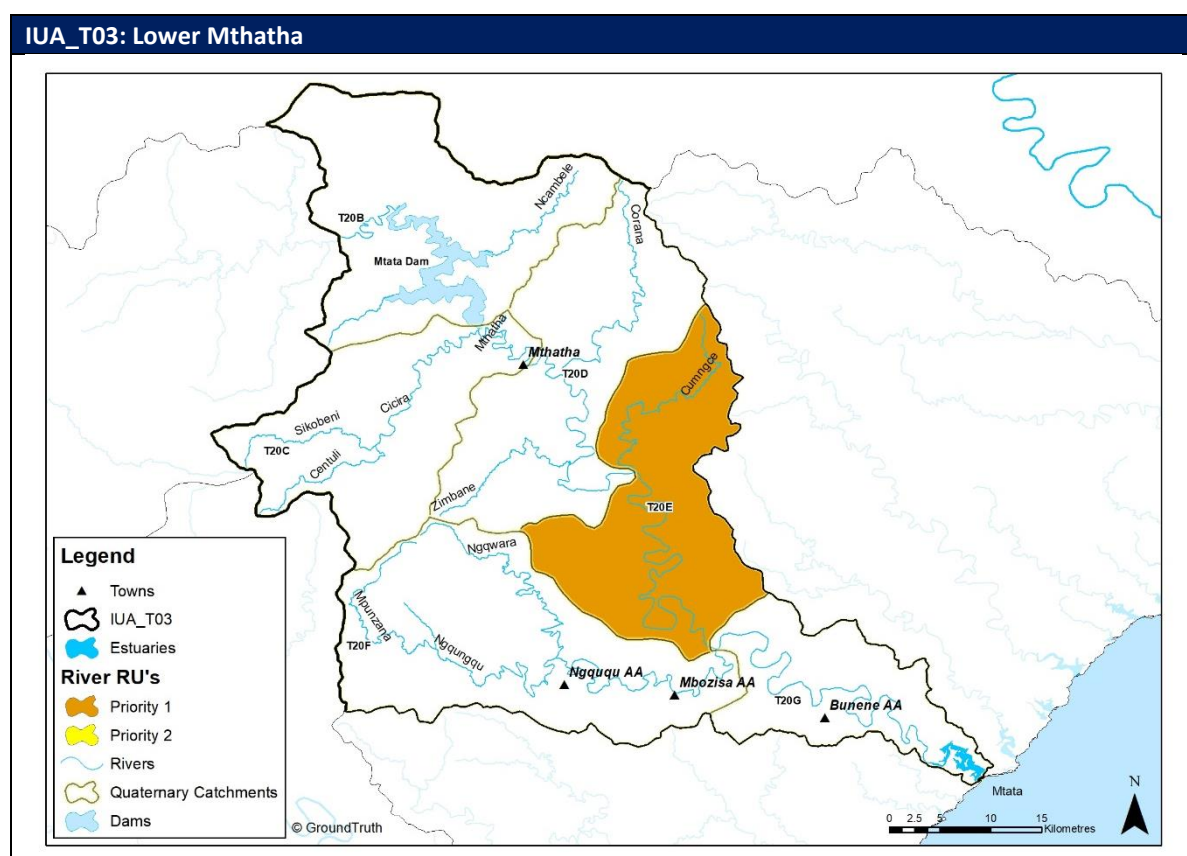 IUA_T03: Lower Mthatha
Ncambele
T20B
Corana
Mtata Dam
Mthatha
Mthatha
T20D
Cumngce
Cicira
Sikobeni
T20C
Centuli
Zimbane
T20E
Ngqwara
Mpunzana
Ngqungqu
T20F
Ngququ AA
Mbozisa AA
T20G
Bunene AA
Mtata
Legend
Towns
IUA_T03
Estuaries
River RU's
Priority 1
Priority 2
Rivers
Quaternary Catchments
Dams
© GroundTruth
N
0 2.5 5 10 15
Kilometres